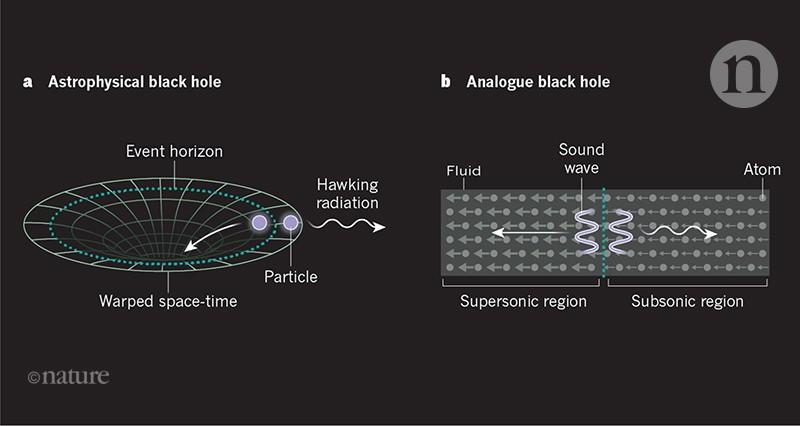 a Astrophysical black hole
Event horizon
Hawking
radiation
Particle
Warped space-time
b Analogue black hole
n
Sound
wave
Fluid
Atom
Supersonic region
Subsonic region
©nature